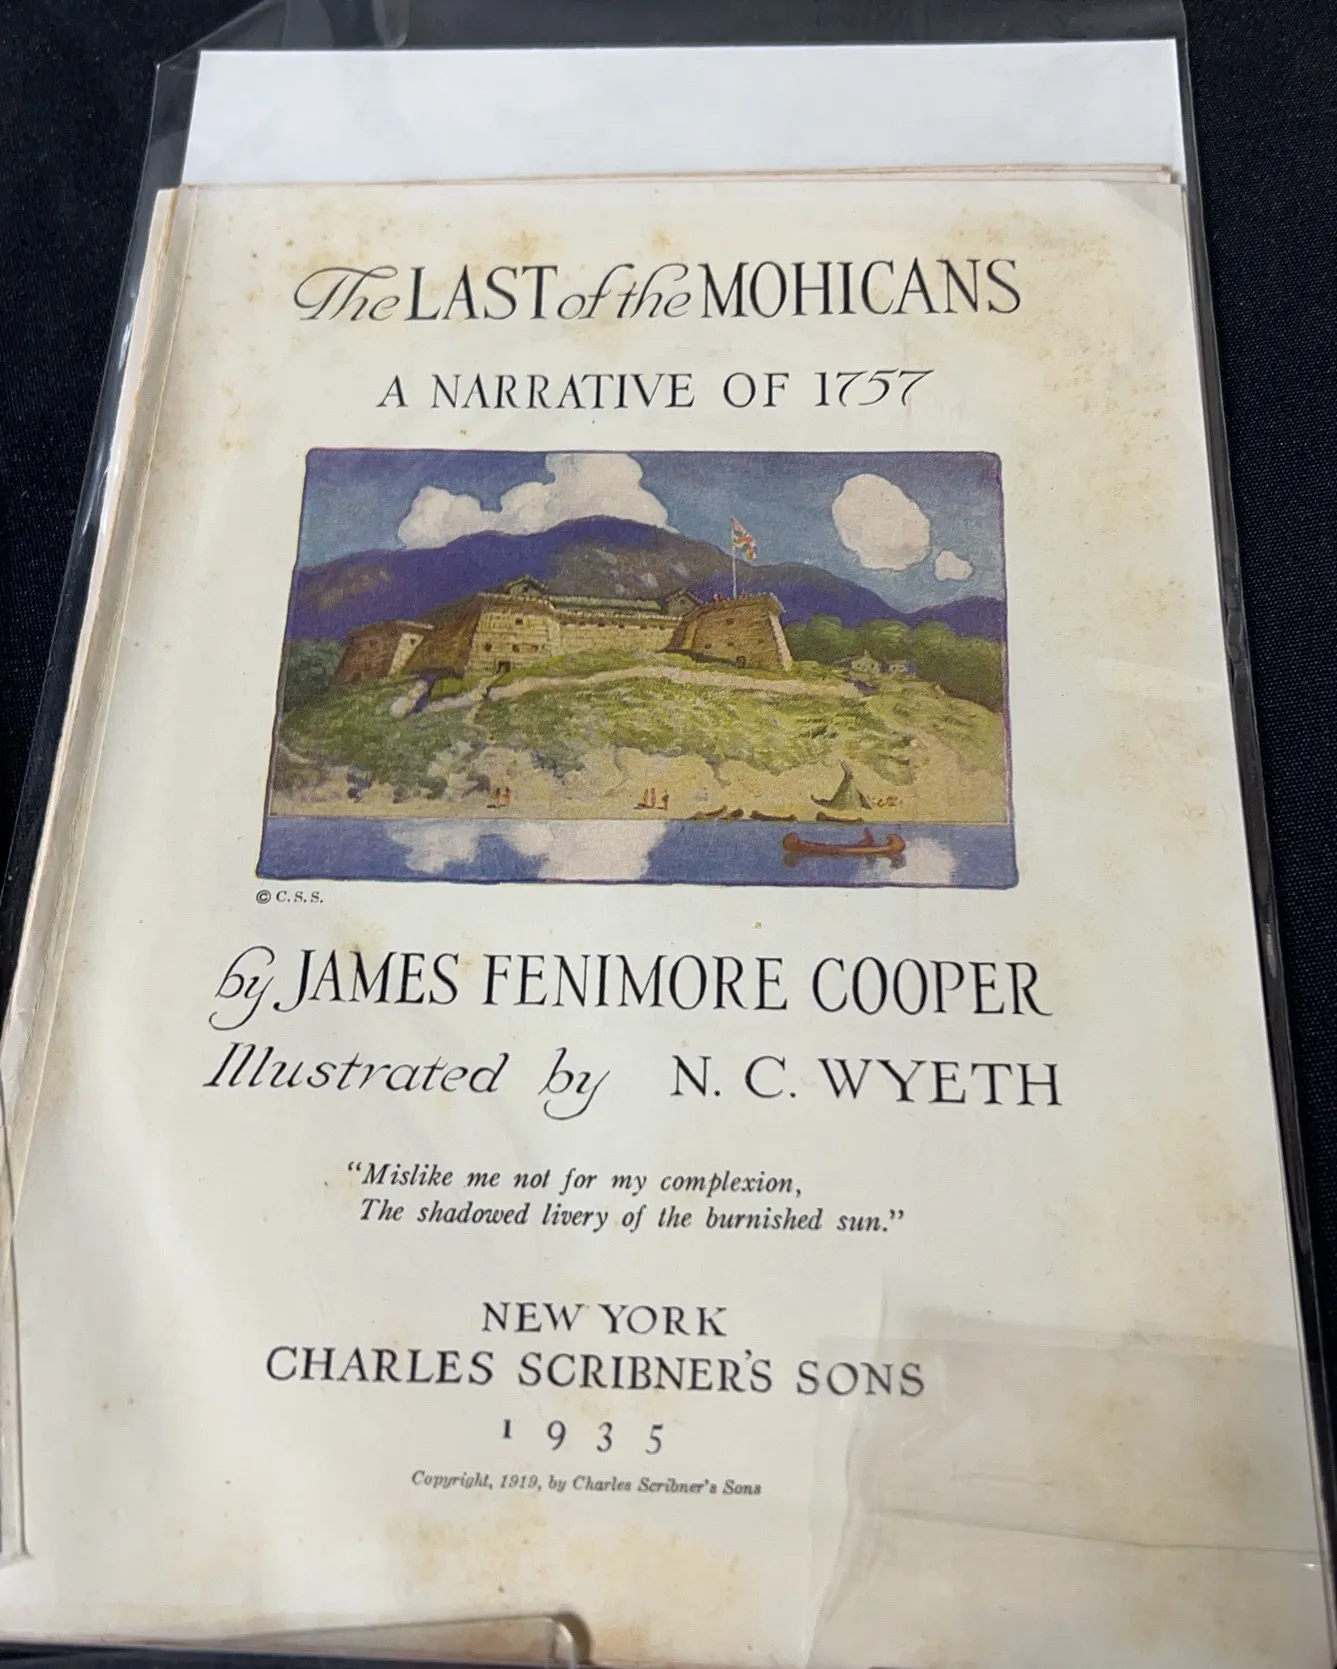 The LAST of the MOHICANS
A NARRATIVE OF 1757
© C.S.S.
by JAMES FENIMORE COOPER
Illustrated by N. C. WYETH
“Mislike me not for my complexion,
The shadowed livery of the burnished sun.”
NEW YORK
CHARLES SCRIBNER'S SONS
1935
Copyright, 1919, by Charles Scribner's Sons